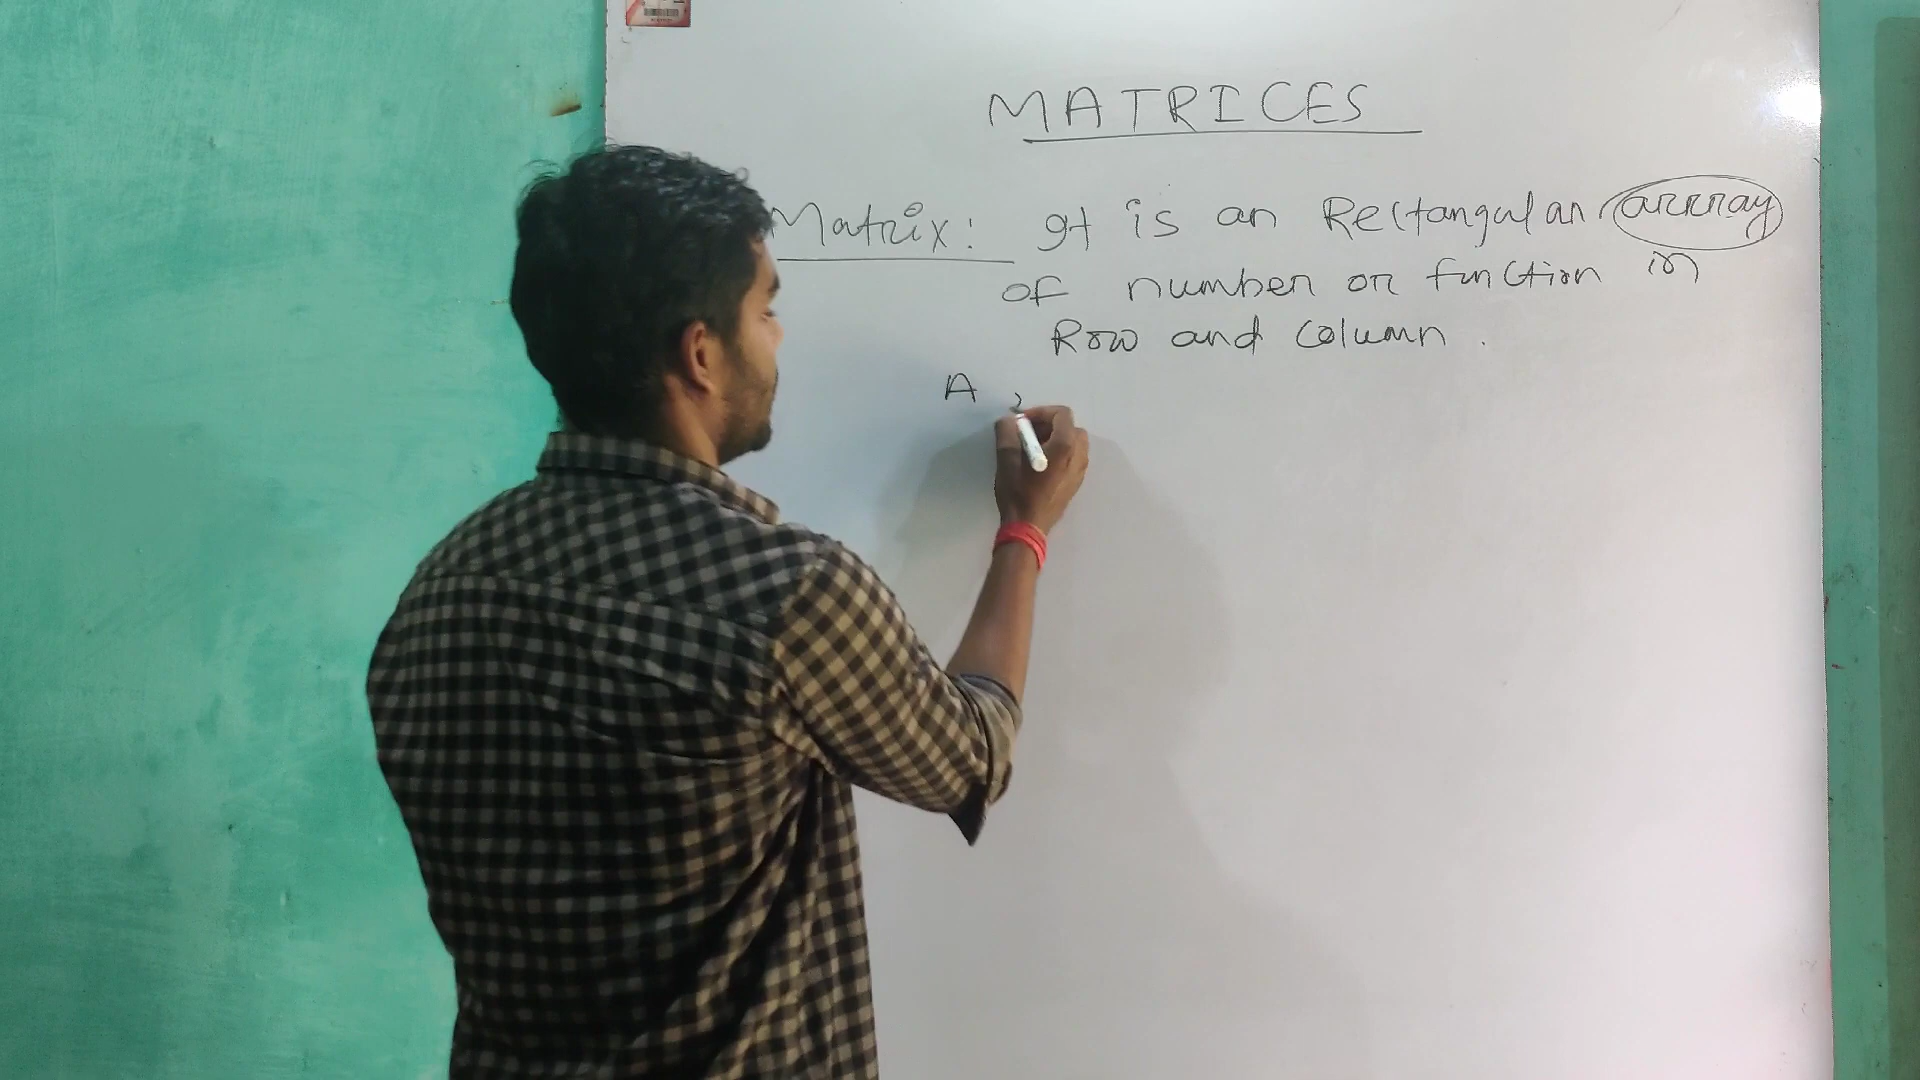 MATRICES
Matrix: It is an Rectangular array
of number or function in
Row and column.
A